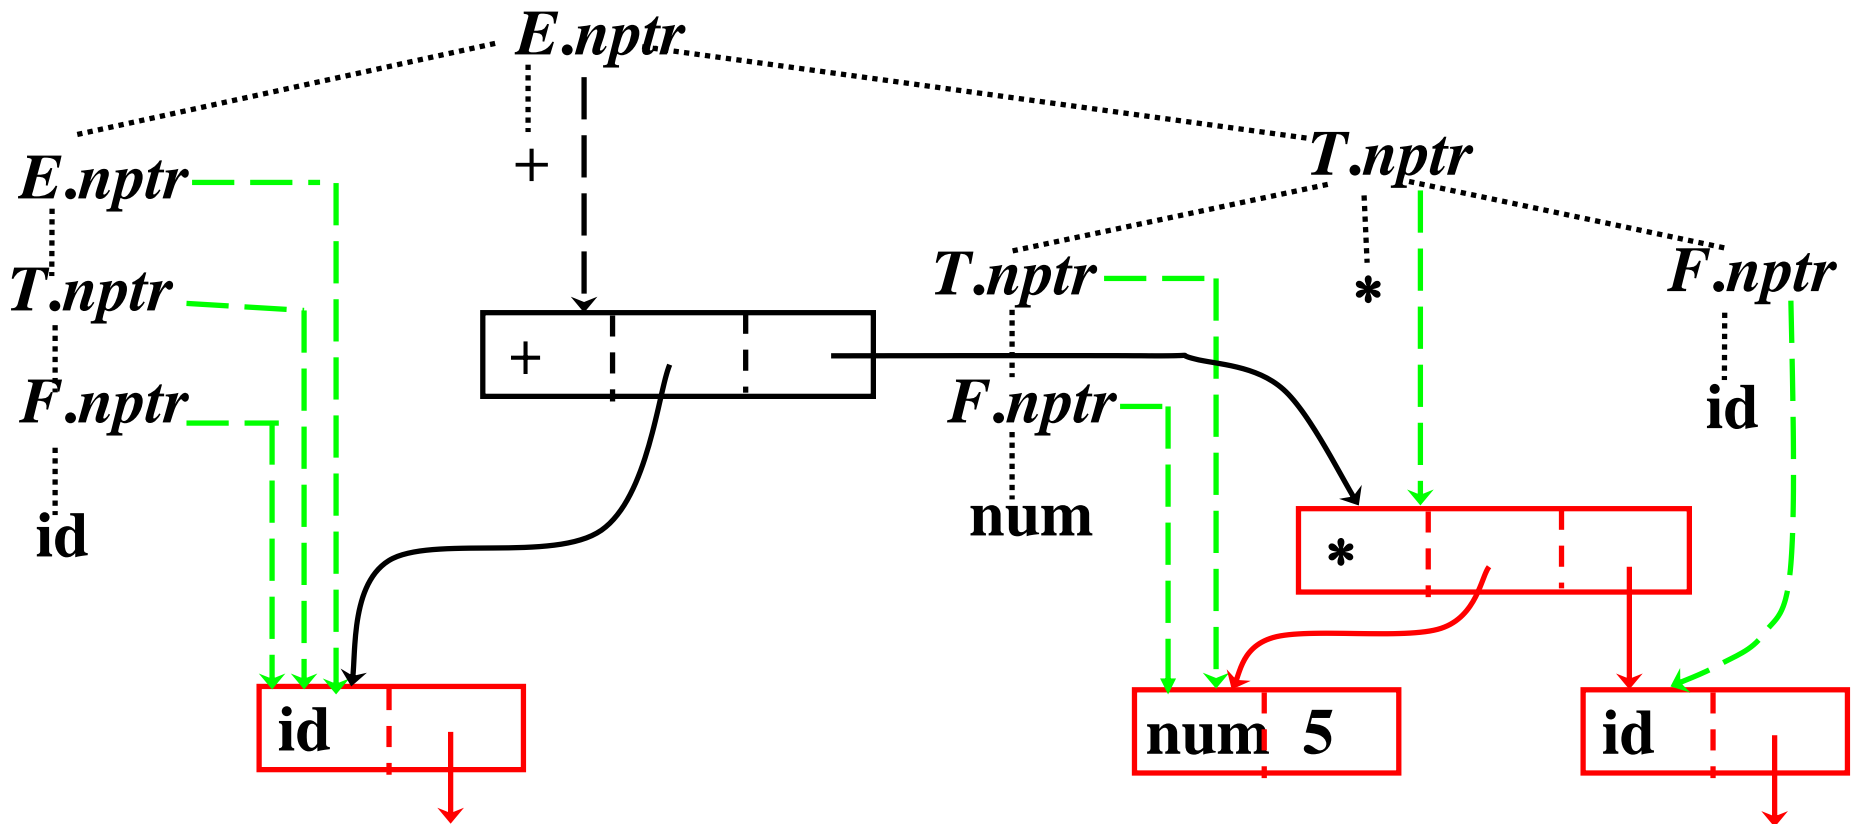 E.nptr
+
T.nptr
E.nptr
T.nptr
*
F.nptr
T.nptr
+
F.nptr
F.nptr
id
id
num
*
id
num 5
id